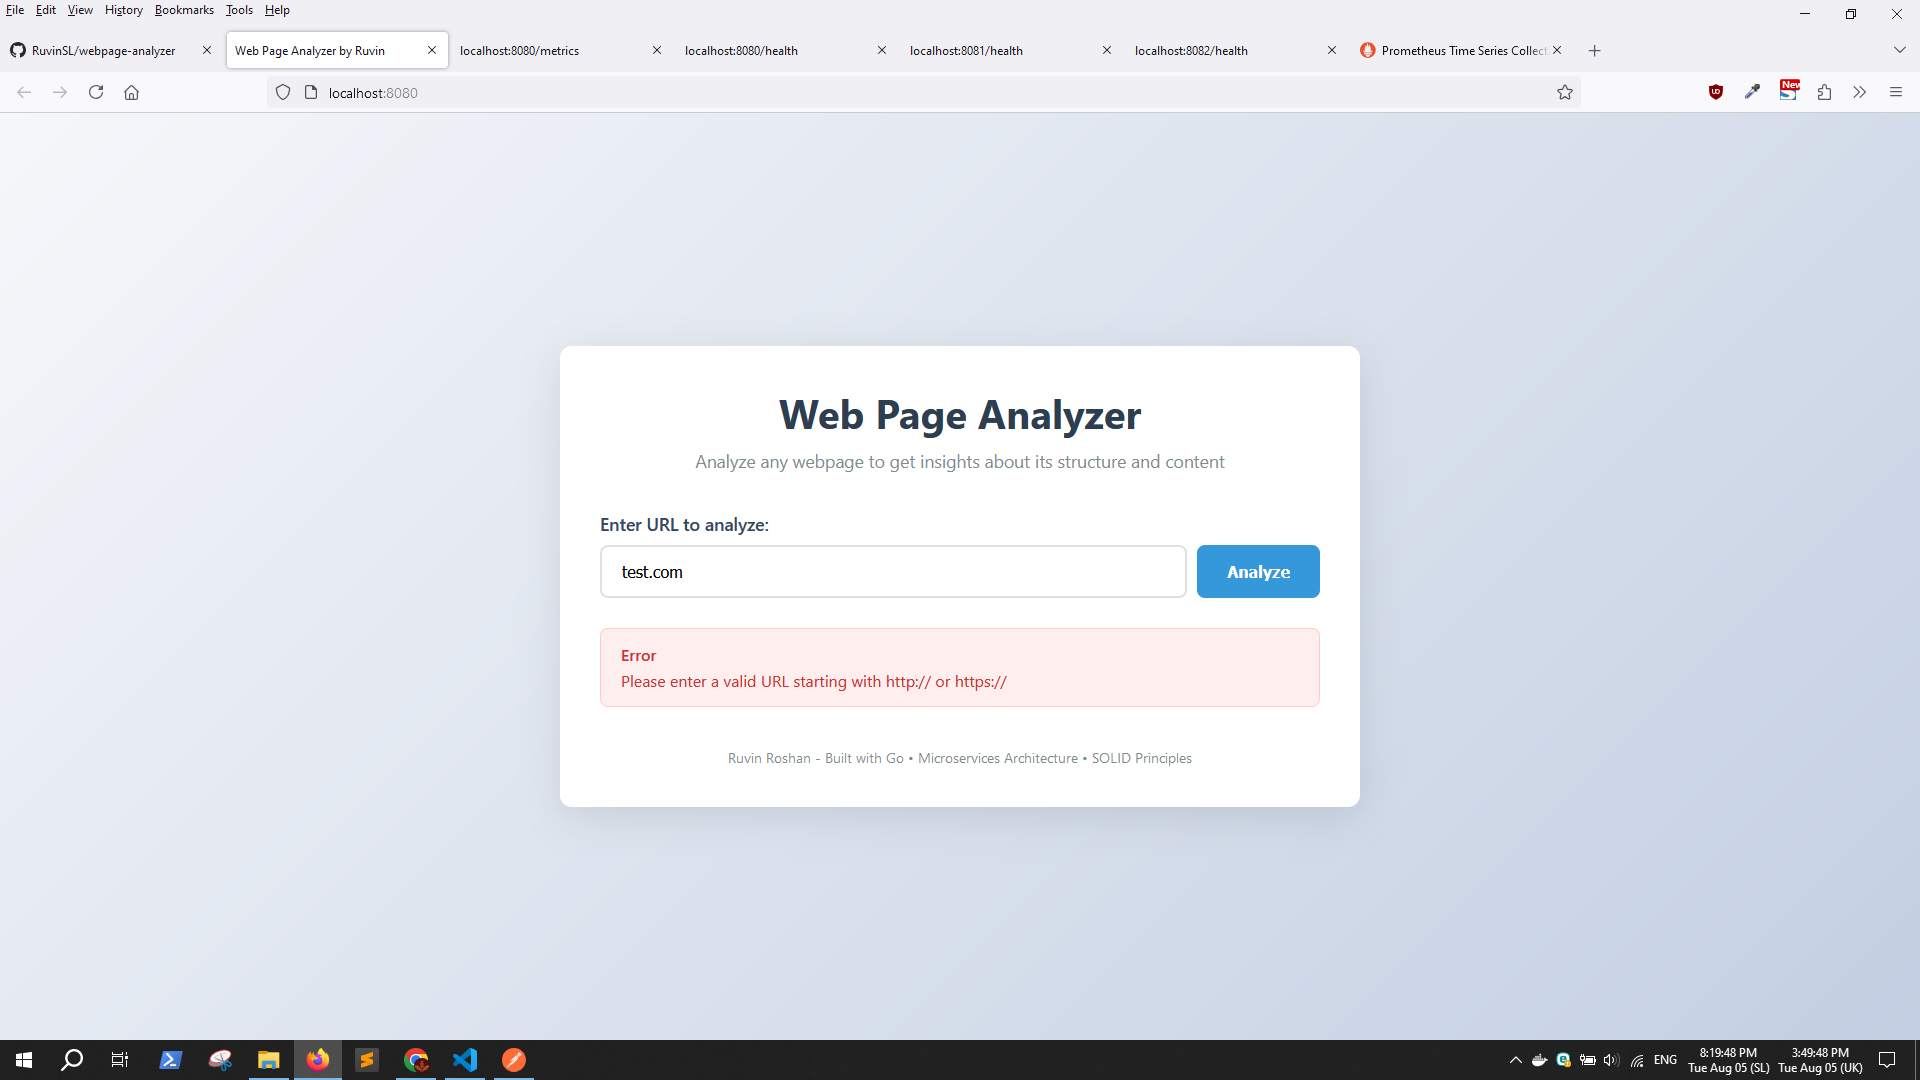 File Edit View History Bookmarks Tools Help
RuvinSL/webpage-analyzer
Web Page Analyzer by Ruvin
localhost:8080/metrics
localhost:8080/health
localhost:8081/health
localhost:8082/health
Prometheus Time Series Collect
localhost:8080
New
Web Page Analyzer
Analyze any webpage to get insights about its structure and content
Enter URL to analyze:
test.com
Analyze
Error
Please enter a valid URL starting with http:// or https://
Ruvin Roshan - Built with Go • Microservices Architecture • SOLID Principles
ENG
8:19:48 PM
Tue Aug 05 (SL)
3:49:48 PM
Tue Aug 05 (UK)